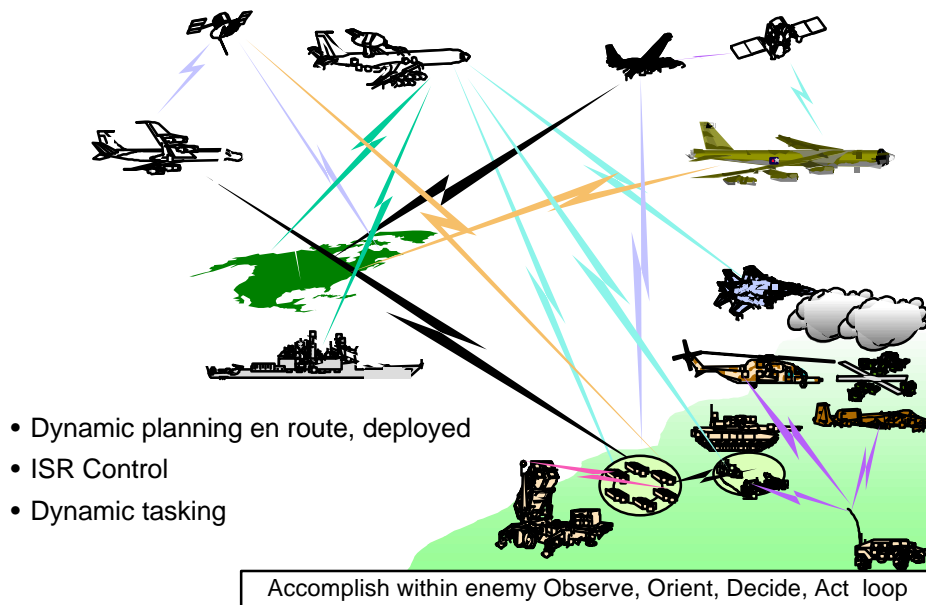 • Dynamic planning en route, deployed
• ISR Control
• Dynamic tasking
Accomplish within enemy Observe, Orient, Decide, Act loop